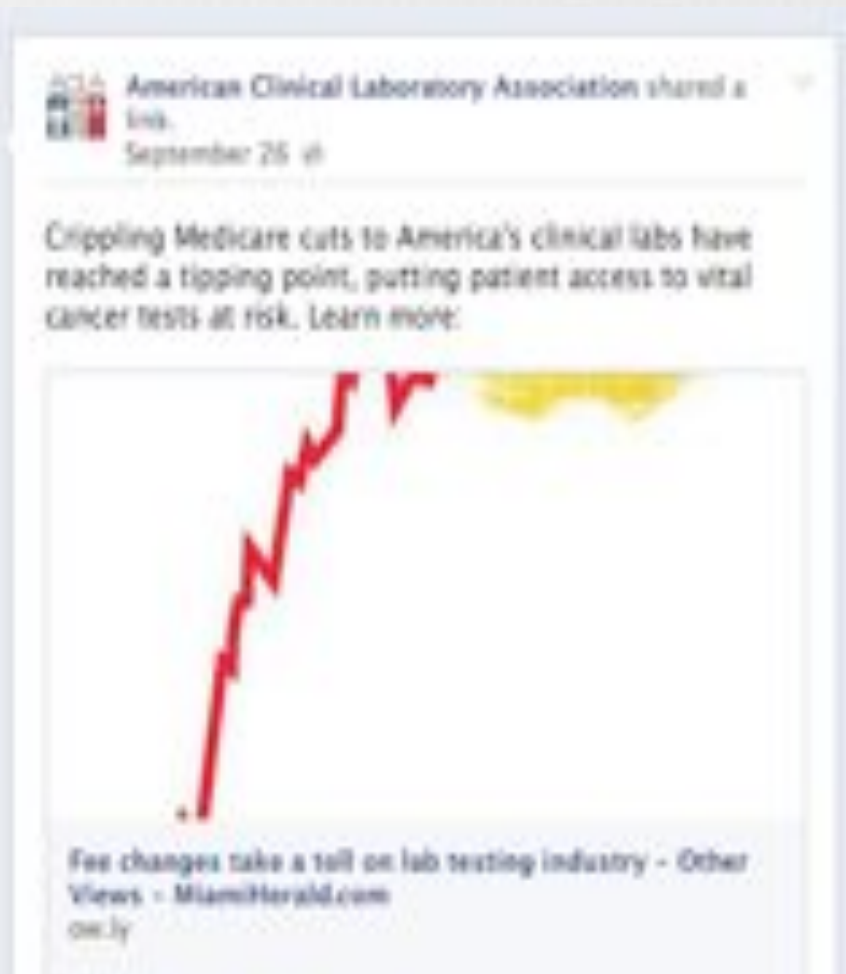 American Clinical Laboratory Association shared a
link.
September 26
Crippling Medicare cuts to America's clinical labs have
reached a tipping point, putting patient access to vital
cancer tests at risk. Learn more:
Fee changes take a toll on lab testing industry - Other
Views - MiamiHerald.com
ow.ly